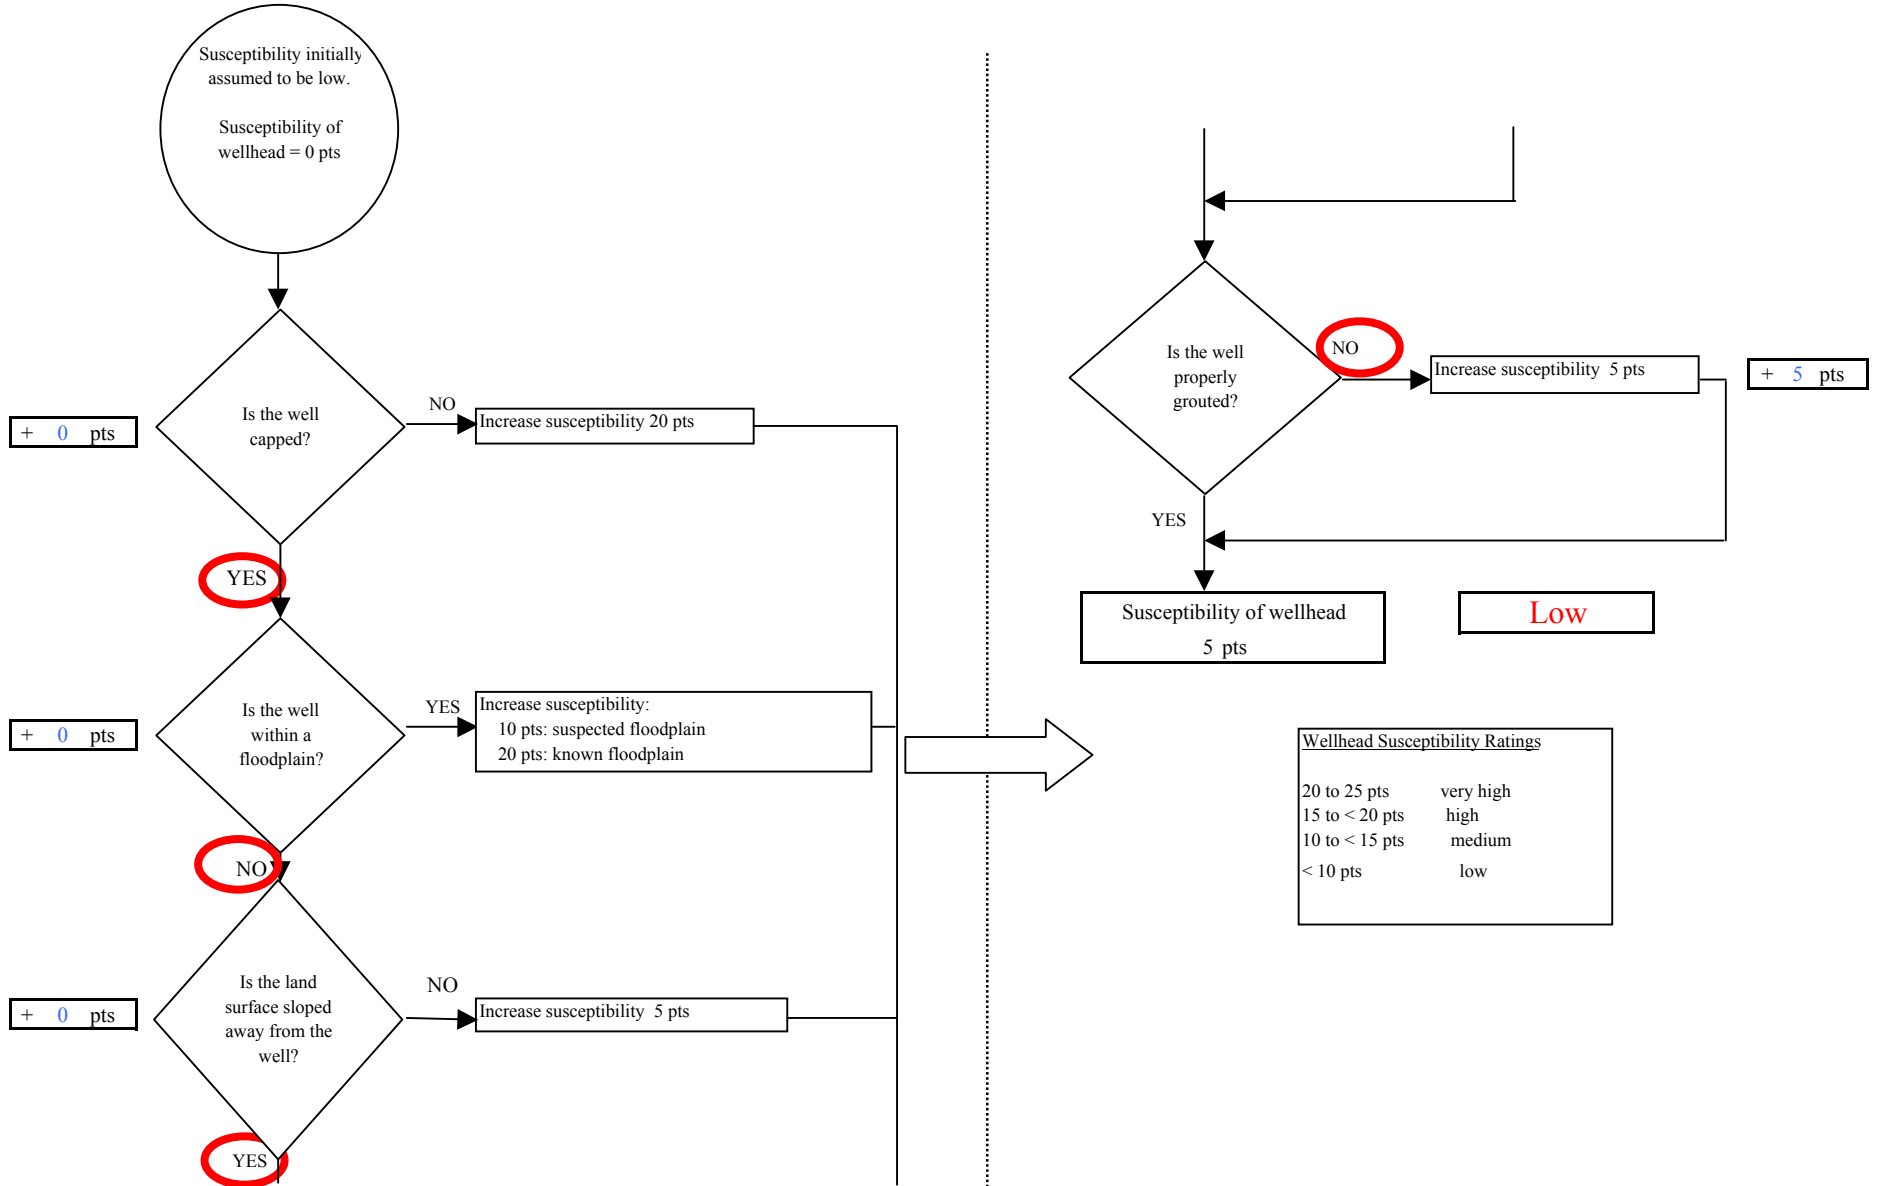 Susceptibility initially
assumed to be low.
Susceptibility of
wellhead = 0 pts
Is the well
capped?
NO
Increase susceptibility 20 pts
+ 0 pts
YES
Is the well
within a
floodplain?
YES
Increase susceptibility:
10 pts: suspected floodplain
20 pts: known floodplain
+ 0 pts
NO
Is the land
surface sloped
away from the
well?
NO
Increase susceptibility 5 pts
+ 0 pts
YES
Is the well
properly
grouted?
NO
Increase susceptibility 5 pts
+ 5 pts
YES
Susceptibility of wellhead
5 pts
Low
Wellhead Susceptibility Ratings
20 to 25 pts very high
15 to < 20 pts high
10 to < 15 pts medium
< 10 pts low